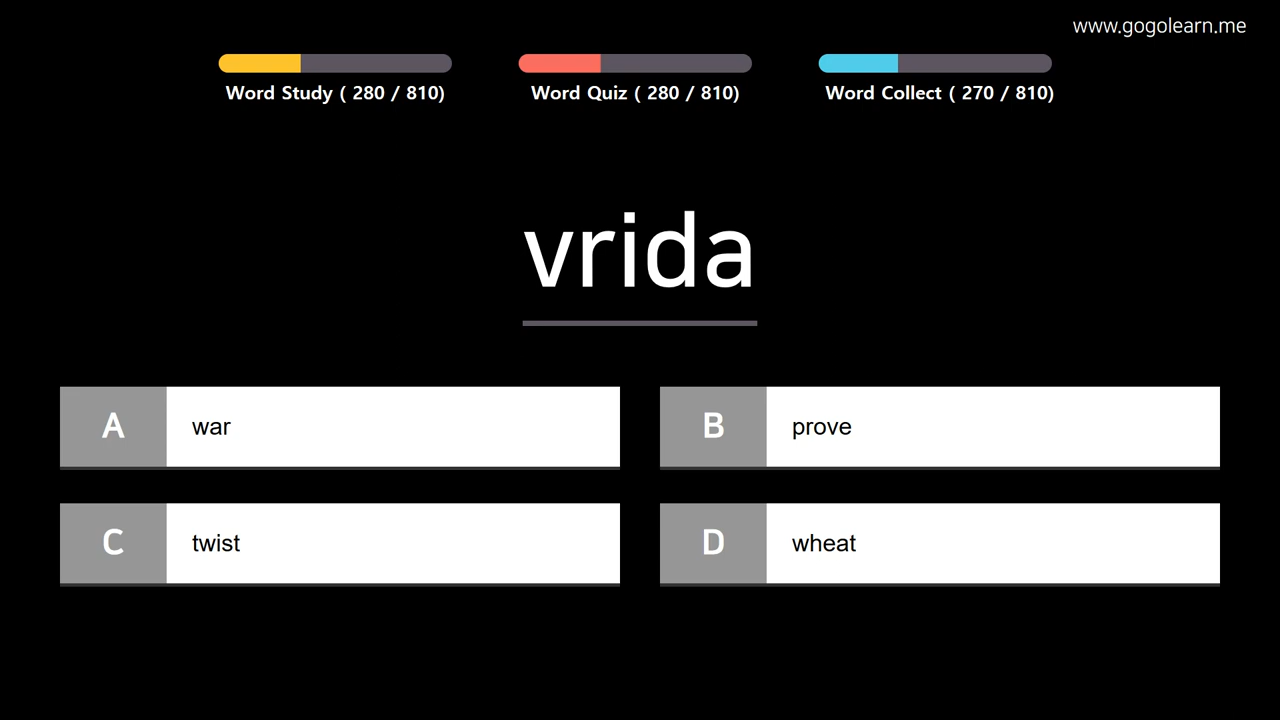 www.gogolearn.me
Word Study ( 280 / 810)
Word Quiz ( 280 / 810)
Word Collect ( 270 / 810)
vrida
A war
B prove
C twist
D wheat